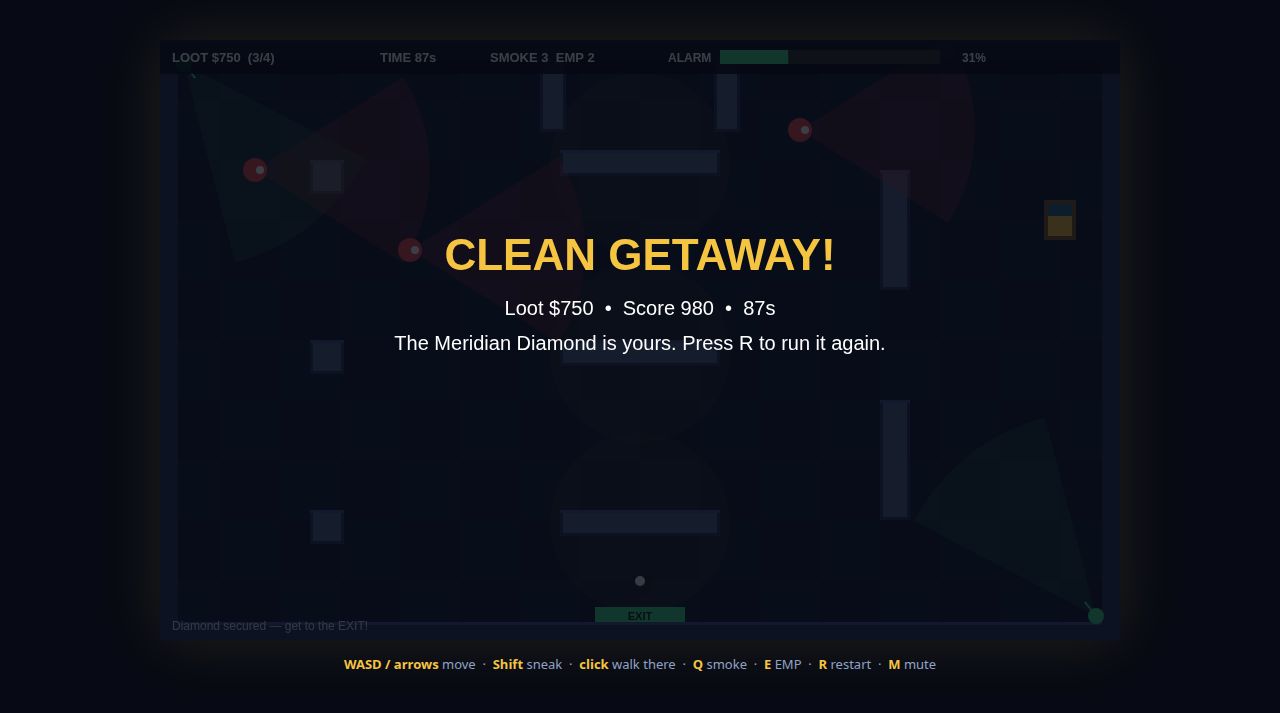 LOOT $750 (3/4) TIME 87s SMOKE 3 EMP 2 ALARM 31%
CLEAN GETAWAY!
Loot $750 • Score 980 • 87s
The Meridian Diamond is yours. Press R to run it again.
EXIT
Diamond secured — get to the EXIT!
WASD / arrows move · Shift sneak · click walk there · Q smoke · E EMP · R restart · M mute